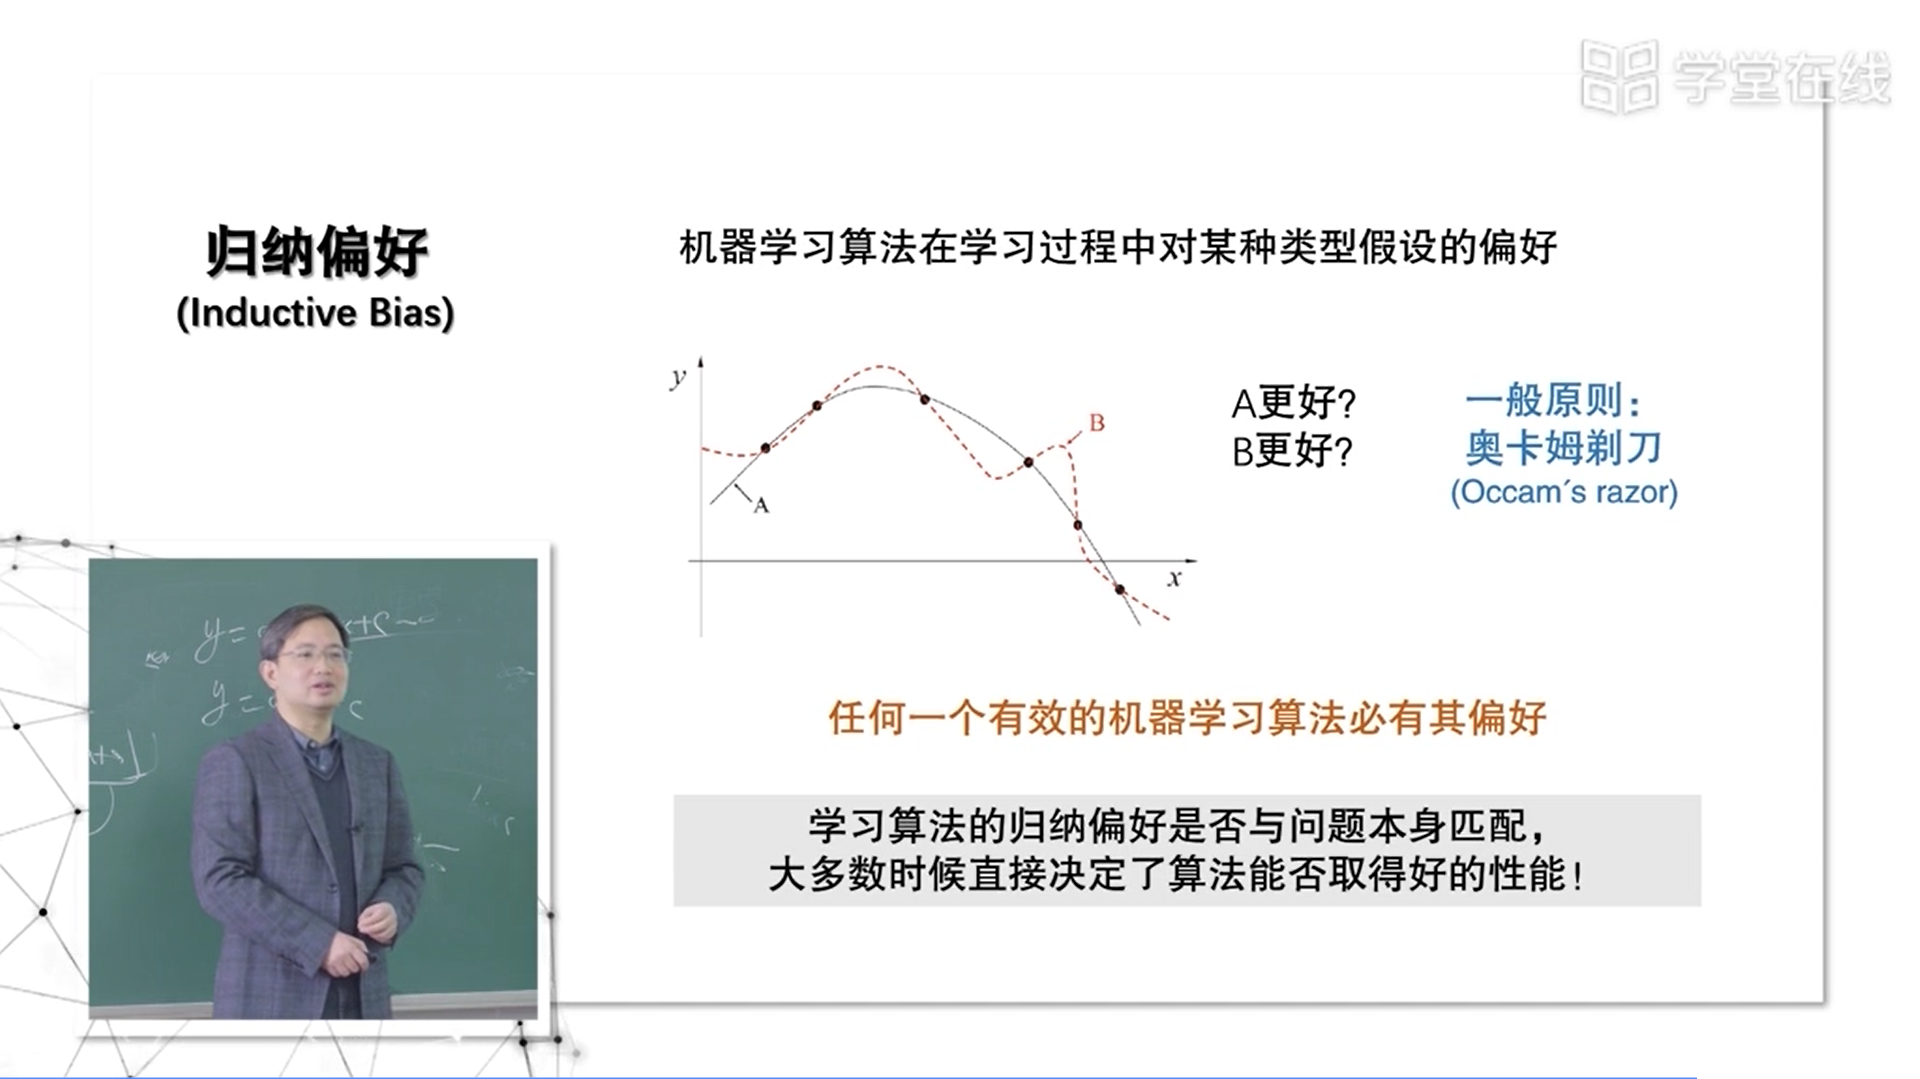 学堂在线
归纳偏好
(Inductive Bias)
机器学习算法在学习过程中对某种类型假设的偏好
y
B
A
x
A更好?
B更好?
一般原则：
奥卡姆剃刀
(Occam´s razor)
y=
y=
任何一个有效的机器学习算法必有其偏好
学习算法的归纳偏好是否与问题本身匹配，
大多数时候直接决定了算法能否取得好的性能！